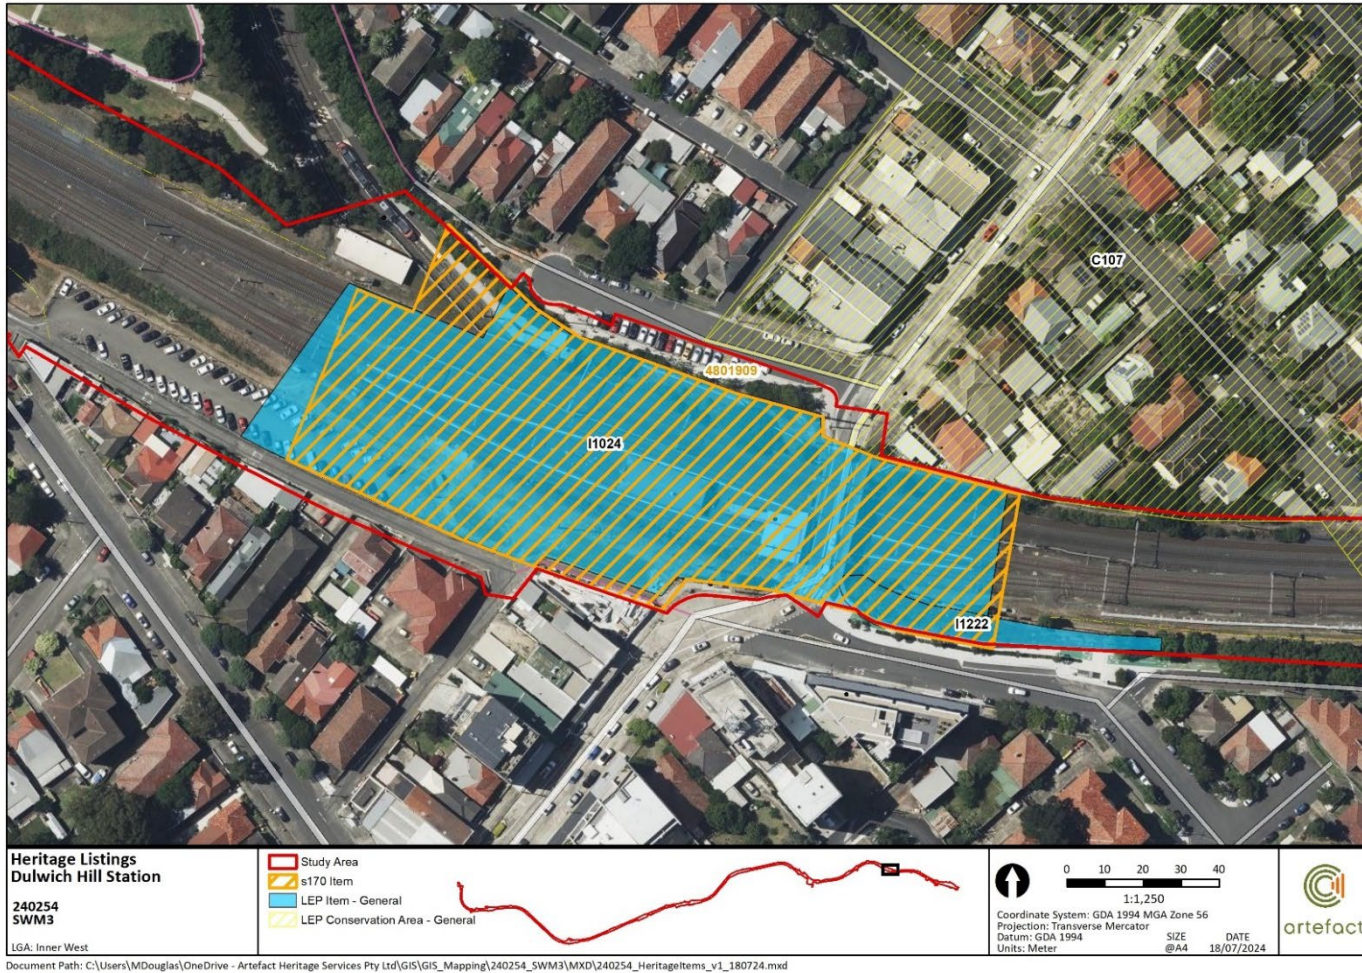 C107
4801909
I1024
I1222
Heritage Listings
Dulwich Hill Station
240254
SWM3
LGA: Inner West
Study Area
s170 Item
LEP Item - General
LEP Conservation Area - General
0 10 20 30 40
1:1,250
Coordinate System: GDA 1994 MGA Zone 56
Projection: Transverse Mercator
Datum: GDA 1994
Units: Meter
SIZE
@A4
DATE
18/07/2024
artefact
Document Path: C:\Users\MDouglas\OneDrive - Artefact Heritage Services Pty Ltd\GIS\GIS_Mapping\240254_SWM3\MXD\240254_HeritageItems_v1_180724.mxd